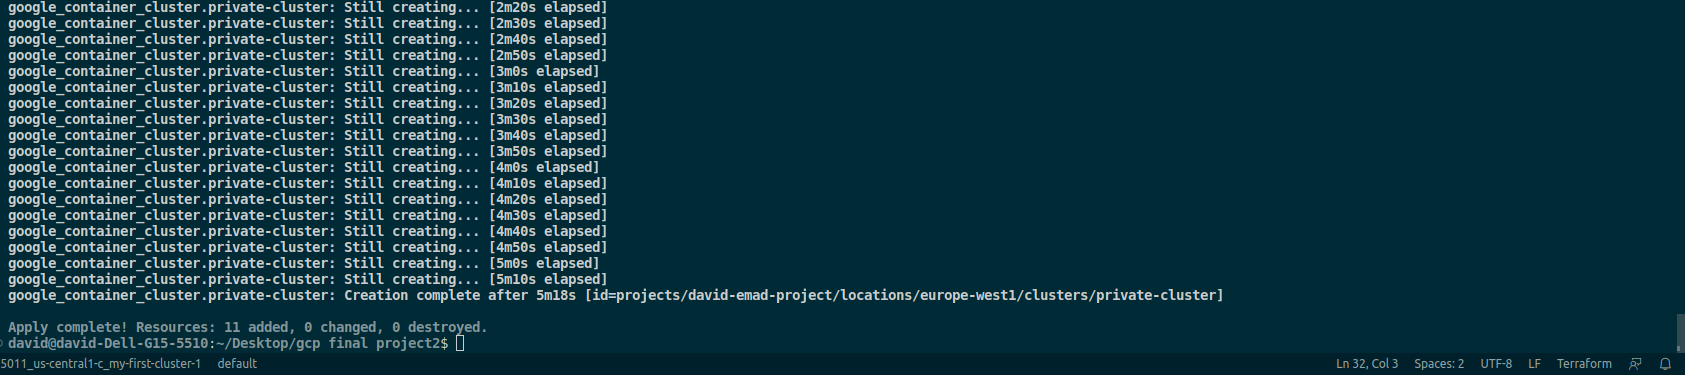 google_container_cluster.private-cluster: Still creating... [2m20s elapsed]
google_container_cluster.private-cluster: Still creating... [2m30s elapsed]
google_container_cluster.private-cluster: Still creating... [2m40s elapsed]
google_container_cluster.private-cluster: Still creating... [2m50s elapsed]
google_container_cluster.private-cluster: Still creating... [3m0s elapsed]
google_container_cluster.private-cluster: Still creating... [3m10s elapsed]
google_container_cluster.private-cluster: Still creating... [3m20s elapsed]
google_container_cluster.private-cluster: Still creating... [3m30s elapsed]
google_container_cluster.private-cluster: Still creating... [3m40s elapsed]
google_container_cluster.private-cluster: Still creating... [3m50s elapsed]
google_container_cluster.private-cluster: Still creating... [4m0s elapsed]
google_container_cluster.private-cluster: Still creating... [4m10s elapsed]
google_container_cluster.private-cluster: Still creating... [4m20s elapsed]
google_container_cluster.private-cluster: Still creating... [4m30s elapsed]
google_container_cluster.private-cluster: Still creating... [4m40s elapsed]
google_container_cluster.private-cluster: Still creating... [4m50s elapsed]
google_container_cluster.private-cluster: Still creating... [5m0s elapsed]
google_container_cluster.private-cluster: Still creating... [5m10s elapsed]
google_container_cluster.private-cluster: Creation complete after 5m18s [id=projects/david-emad-project/locations/europe-west1/clusters/private-cluster]
Apply complete! Resources: 11 added, 0 changed, 0 destroyed.
david@david-Dell-G15-5510:~/Desktop/gcp final project2$
5011_us-central1-c_my-first-cluster-1 default Ln 32, Col 3 Spaces: 2 UTF-8 LF Terraform